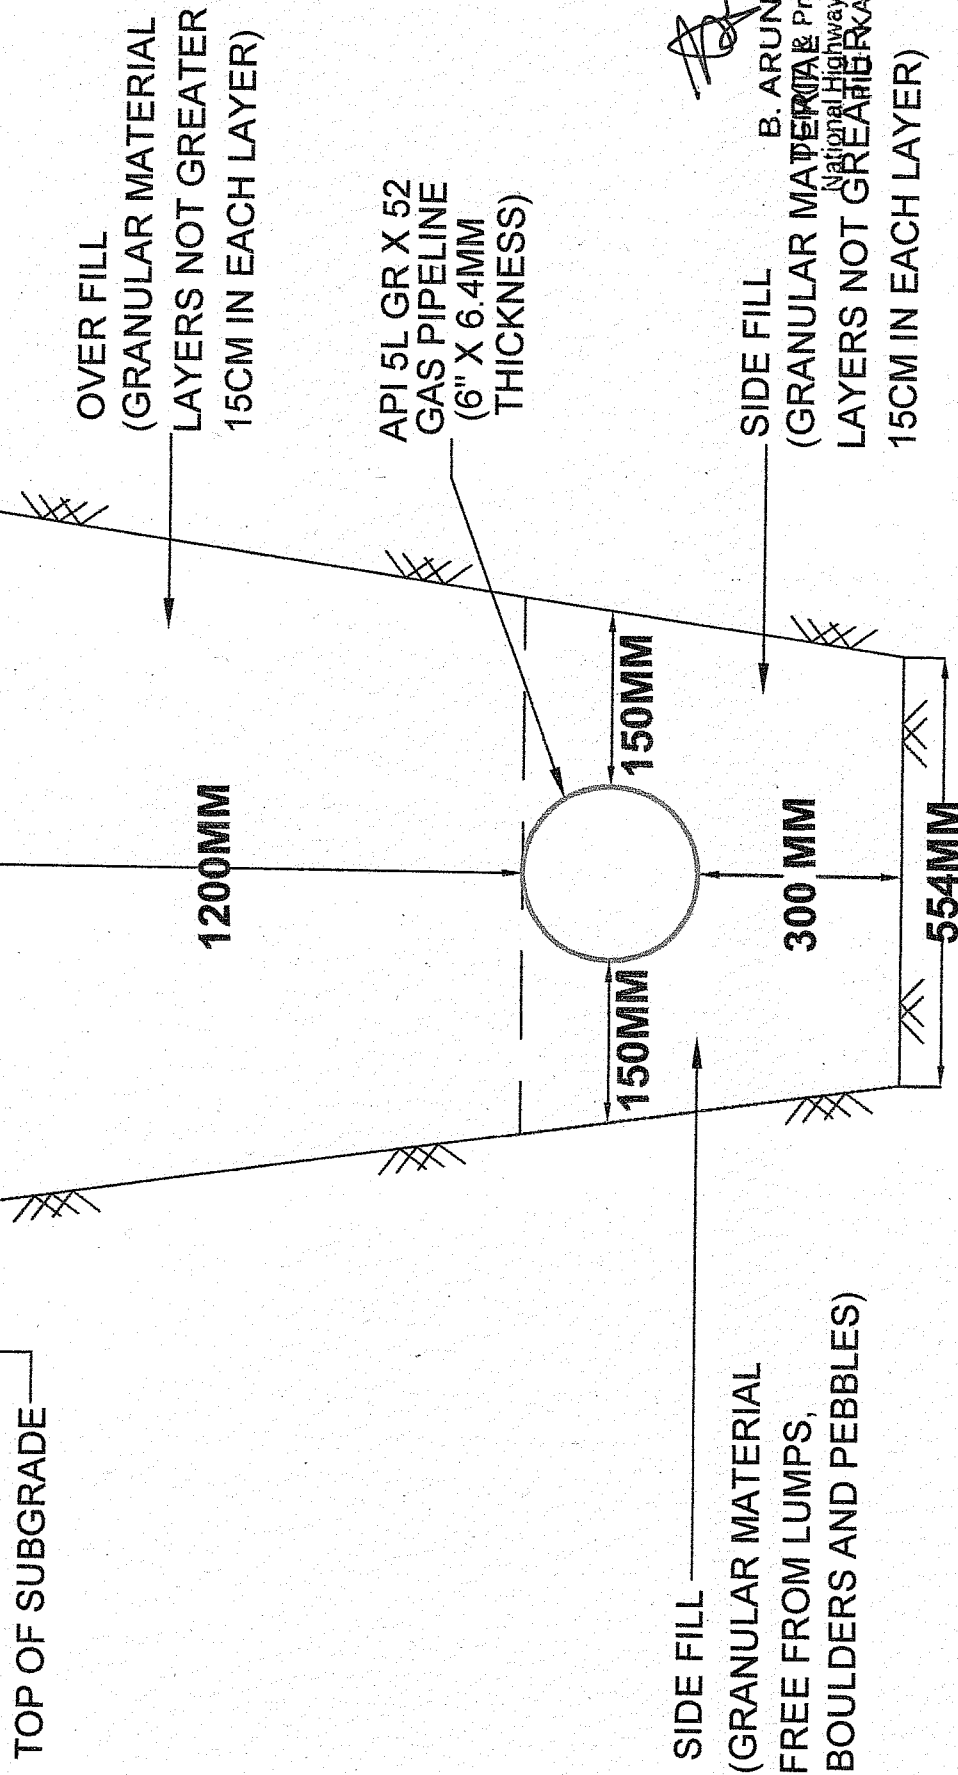 TOP OF SUBGRADE
OVER FILL
(GRANULAR MATERIAL
LAYERS NOT GREATER
15CM IN EACH LAYER)
1200MM
API 5L GR X 52
GAS PIPELINE
(6" X 6.4MM
THICKNESS)
150MM
150MM
300 MM
554MM
SIDE FILL
(GRANULAR MATERIAL
FREE FROM LUMPS,
BOULDERS AND PEBBLES)
SIDE FILL
(GRANULAR MATERIAL
LAYERS NOT GREATER
15CM IN EACH LAYER)
B. ARUN
National Highway